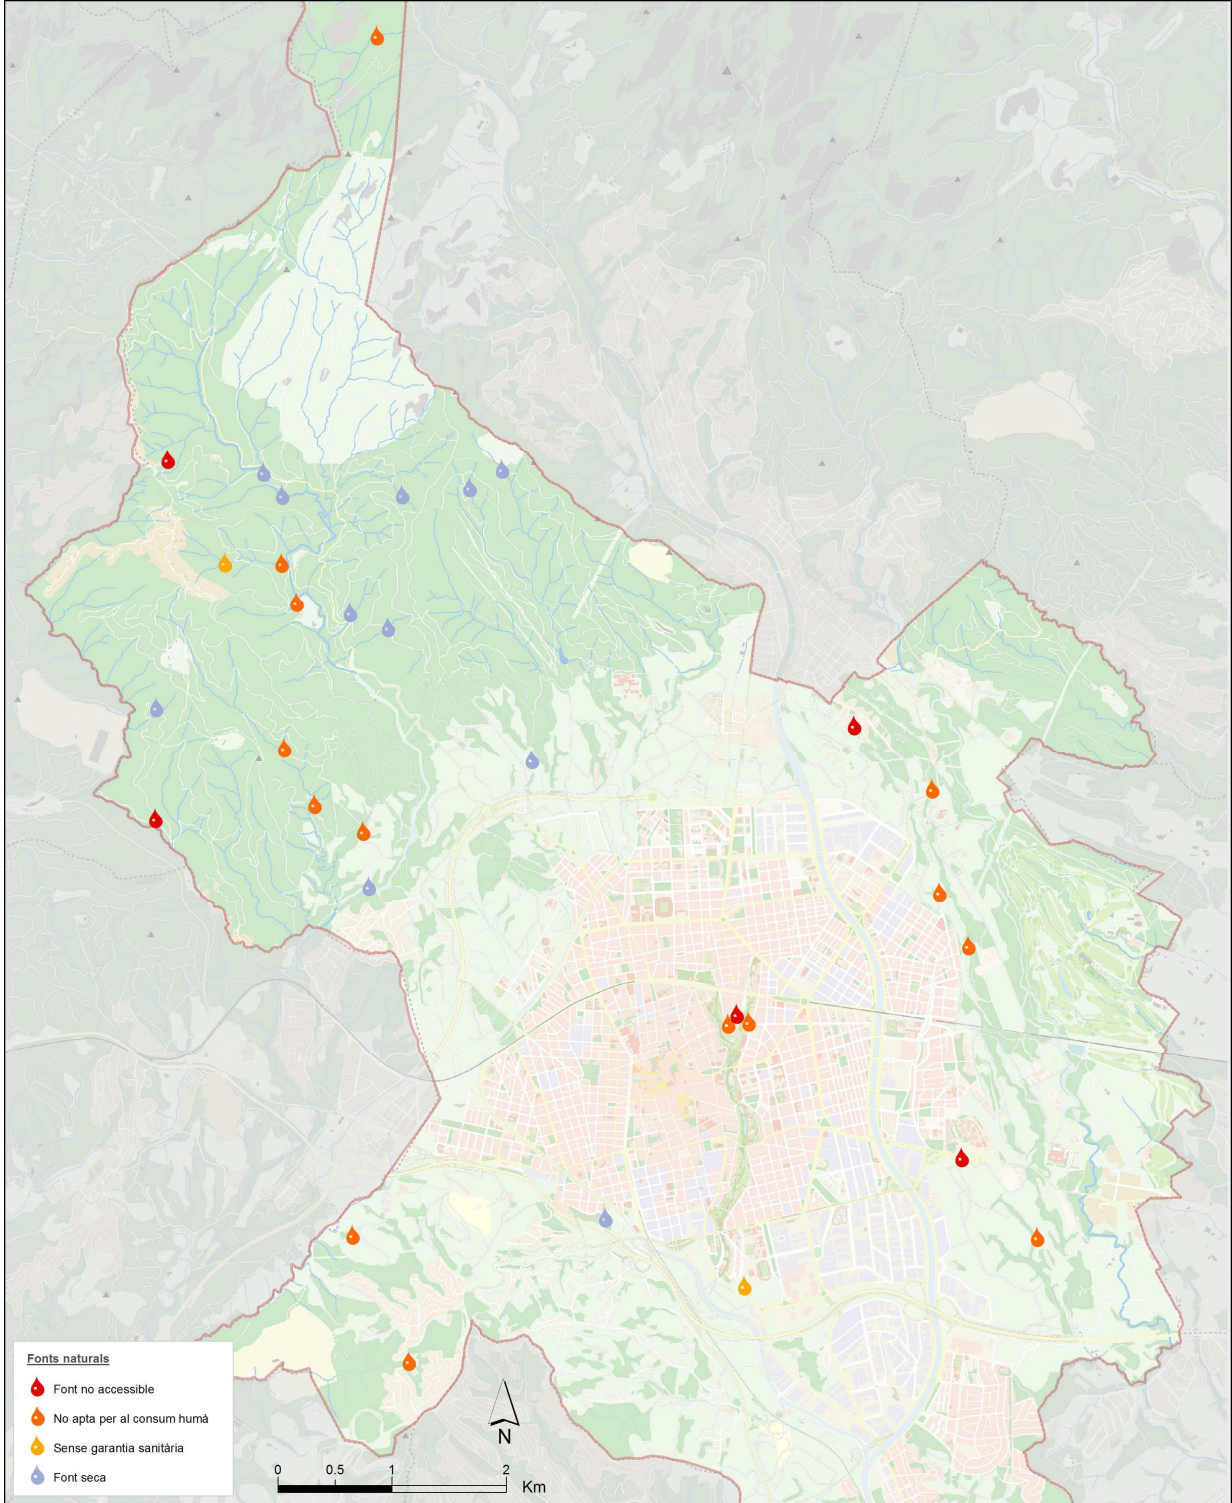 Fonts naturals
Font no accessible
No apta per al consum humà
Sense garantia sanitària
Font seca
N
0 0.5 1 2
Km